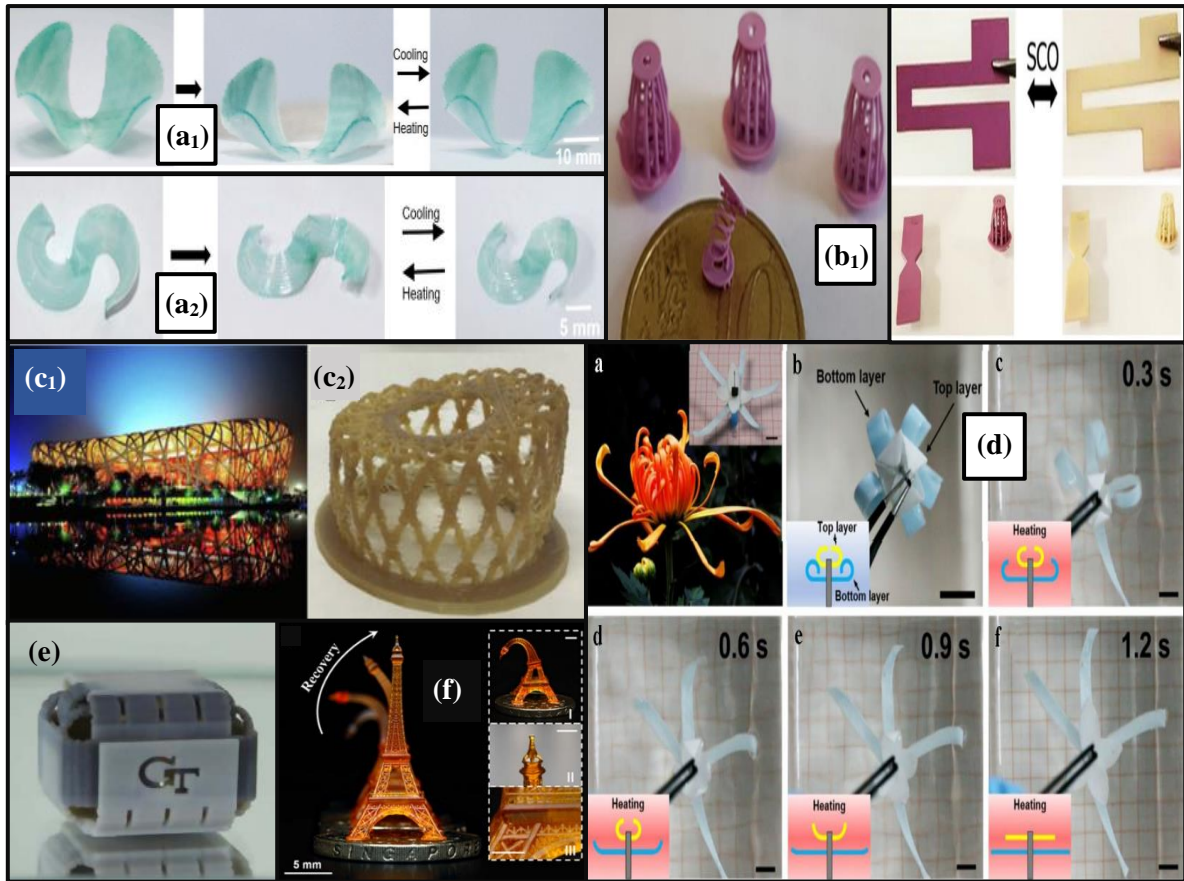 (a1)
Cooling
Heating
10 mm
(a2)
Cooling
Heating
5 mm
(b1)
SCO
(c1)
(c2)
a
b
Bottom layer
Top layer
(d)
Top layer
Bottom layer
c
0.3 s
Heating
(e)
GT
Recovery
(f)
I
II
III
5 mm
SINGAPO
d
0.6 s
Heating
e
0.9 s
Heating
f
1.2 s
Heating